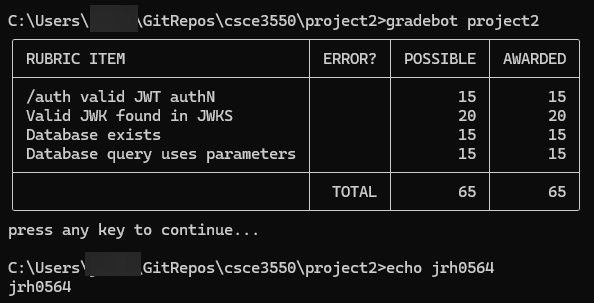 C:\Users\ \GitRepos\csce3550\project2>gradebot project2
RUBRIC ITEM ERROR? POSSIBLE AWARDED
/auth valid JWT authN 15 15
Valid JWK found in JWKS 20 20
Database exists 15 15
Database query uses parameters 15 15
TOTAL 65 65
press any key to continue...
C:\Users\ \GitRepos\csce3550\project2>echo jrh0564
jrh0564